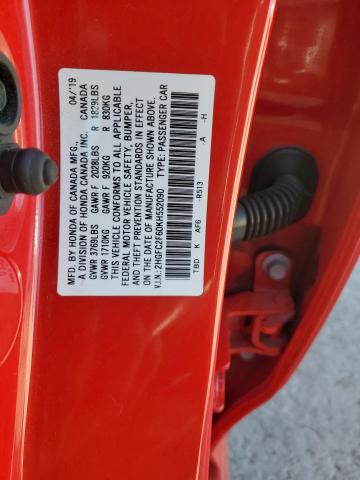 MFD. BY HONDA OF CANADA MFG., 04/19
A DIVISION OF HONDA CANADA INC. CANADA
GVWR 3769LBS GAWR F 2028LBS R 1829LBS
GVWR 1710KG GAWR F 920KG R 830KG
THIS VEHICLE CONFORMS TO ALL APPLICABLE
FEDERAL MOTOR VEHICLE SAFETY, BUMPER,
AND THEFT PREVENTION STANDARDS IN EFFECT
ON THE DATE OF MANUFACTURE SHOWN ABOVE.
V.I.N.: 2HGFC2F60KH552090 TYPE: PASSENGER CAR
TBD K AF6 -R513 -A -H